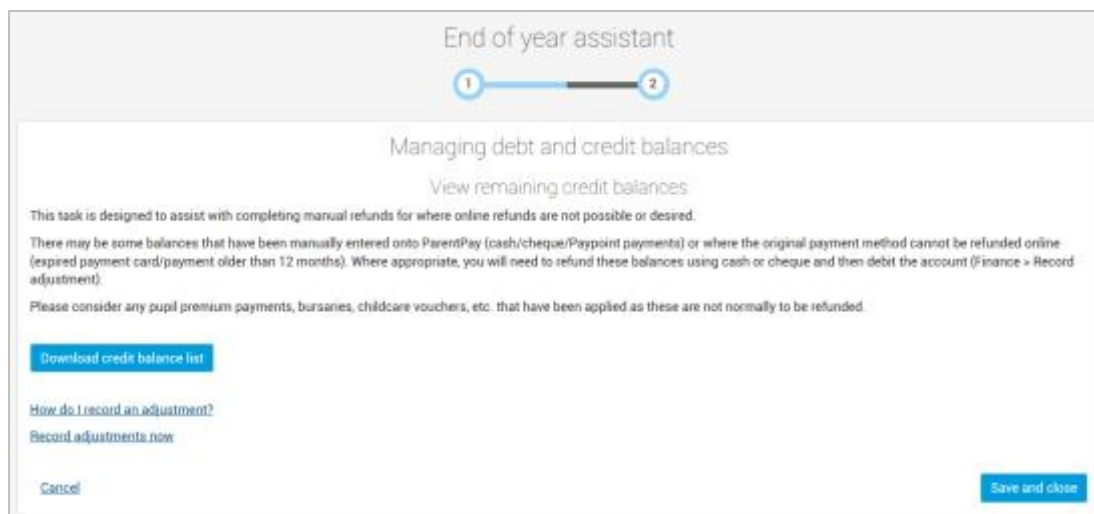 End of year assistant
1 2
Managing debt and credit balances
View remaining credit balances
This task is designed to assist with completing manual refunds for where online refunds are not possible or desired.
There may be some balances that have been manually entered onto ParentPay (cash/cheque/Paypoint payments) or where the original payment method cannot be refunded online
(expired payment card/payment older than 12 months). Where appropriate, you will need to refund these balances using cash or cheque and then debit the account (Finance > Record
adjustment).
Please consider any pupil premium payments, bursaries, childcare vouchers, etc. that have been applied as these are not normally to be refunded.
Download credit balance list
How do I record an adjustment?
Record adjustments now
Cancel Save and close